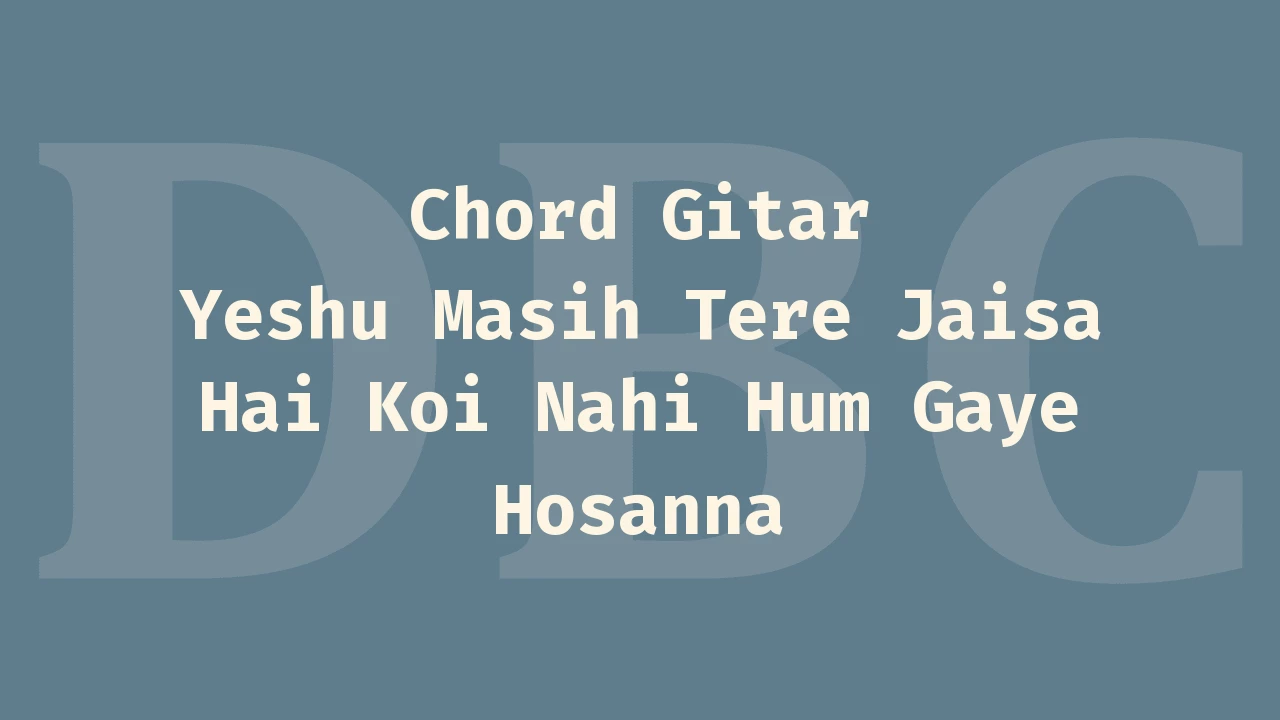 DBC
Chord Gitar
Yeshu Masih Tere Jaisa
Hai Koi Nahi Hum Gaye
Hosanna